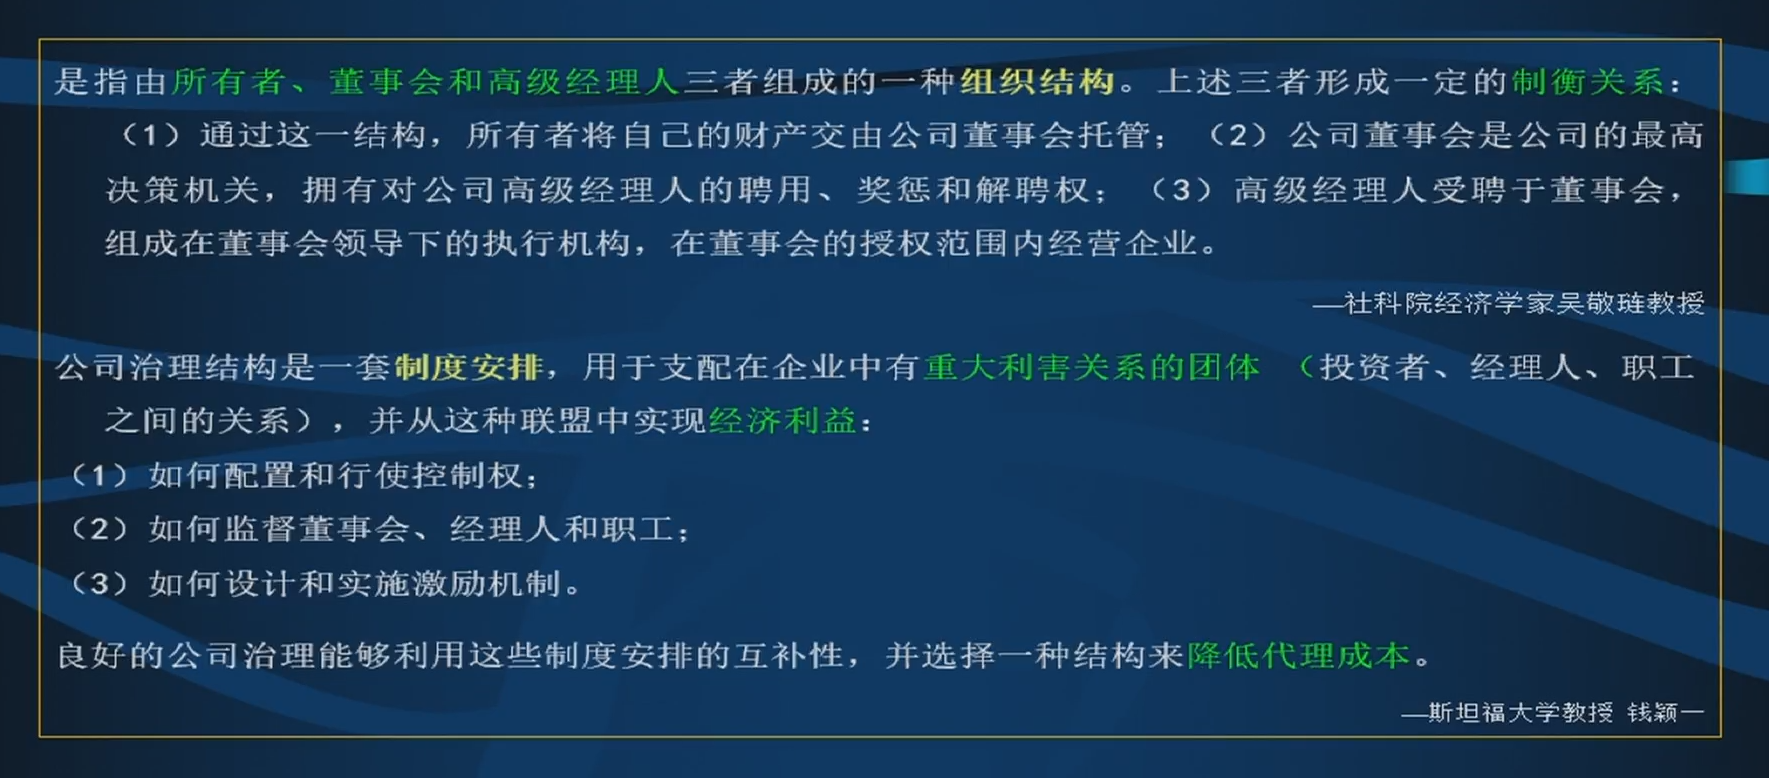 是指由所有者、董事会和高级经理人三者组成的一种组织结构。上述三者形成一定的制衡关系：
（1）通过这一结构，所有者将自己的财产交由公司董事会托管；（2）公司董事会是公司的最高
决策机关，拥有对公司高级经理人的聘用、奖惩和解聘权；（3）高级经理人受聘于董事会，
组成在董事会领导下的执行机构，在董事会的授权范围内经营企业。
—社科院经济学家吴敬琏教授
公司治理结构是一套制度安排，用于支配在企业中有重大利害关系的团体 （投资者、经理人、职工
之间的关系），并从这种联盟中实现经济利益：
（1）如何配置和行使控制权；
（2）如何监督董事会、经理人和职工；
（3）如何设计和实施激励机制。
良好的公司治理能够利用这些制度安排的互补性，并选择一种结构来降低代理成本。
—斯坦福大学教授 钱颖一